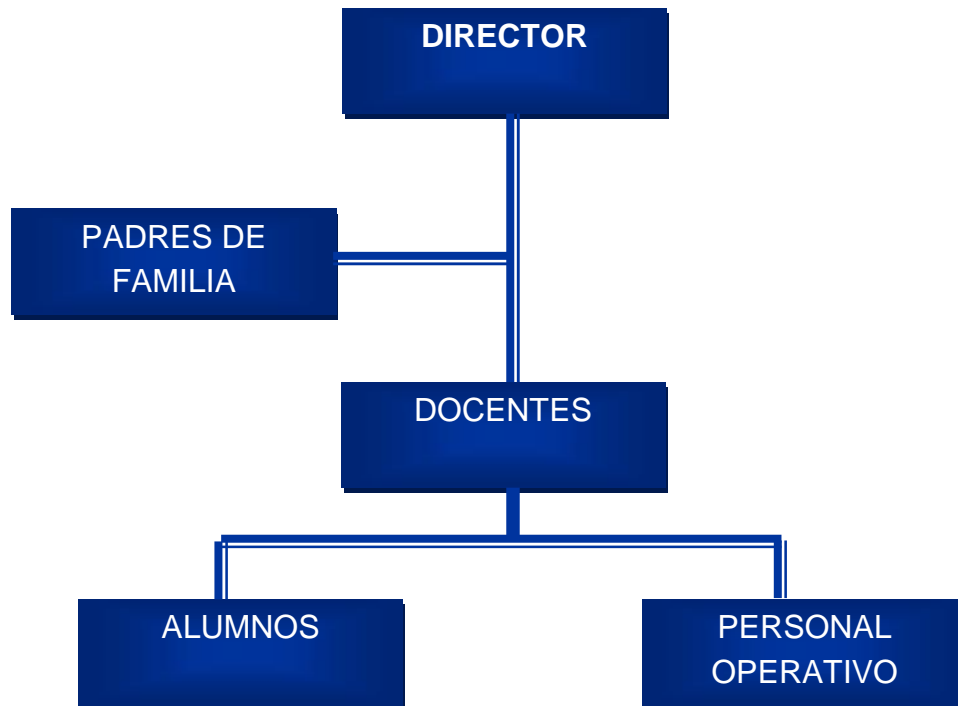 DIRECTOR
PADRES DE
FAMILIA
DOCENTES
ALUMNOS
PERSONAL
OPERATIVO